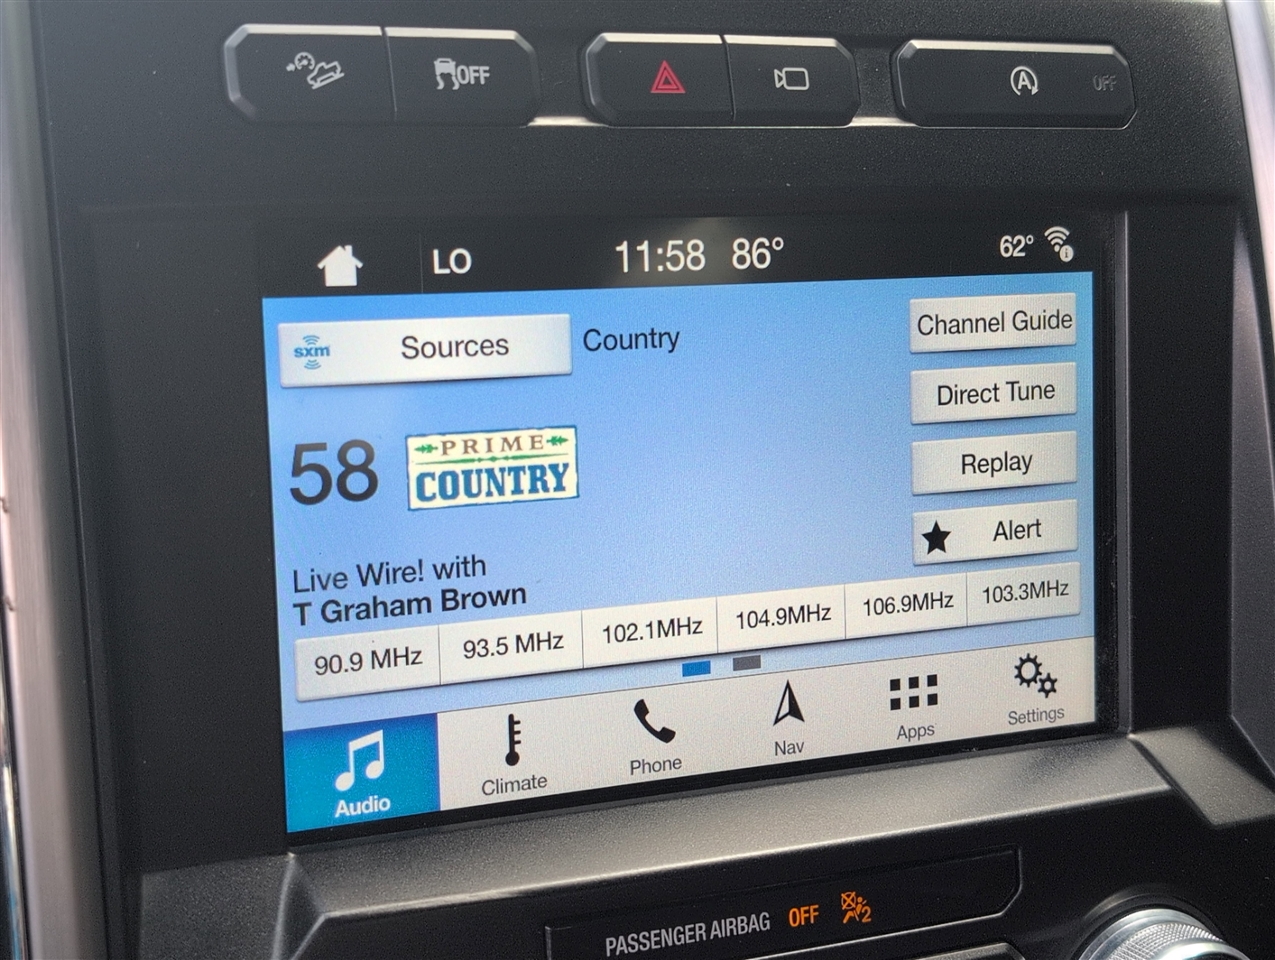 OFF
A OFF
LO 11:58 86° 62°
sxm Sources Country
Channel Guide
Direct Tune
58 PRIME
COUNTRY
Replay
Alert
Live Wire! with
T Graham Brown
90.9 MHz 93.5 MHz 102.1MHz 104.9MHz 106.9MHz 103.3MHz
Audio Climate Phone Nav Apps Settings
PASSENGER AIRBAG OFF 2